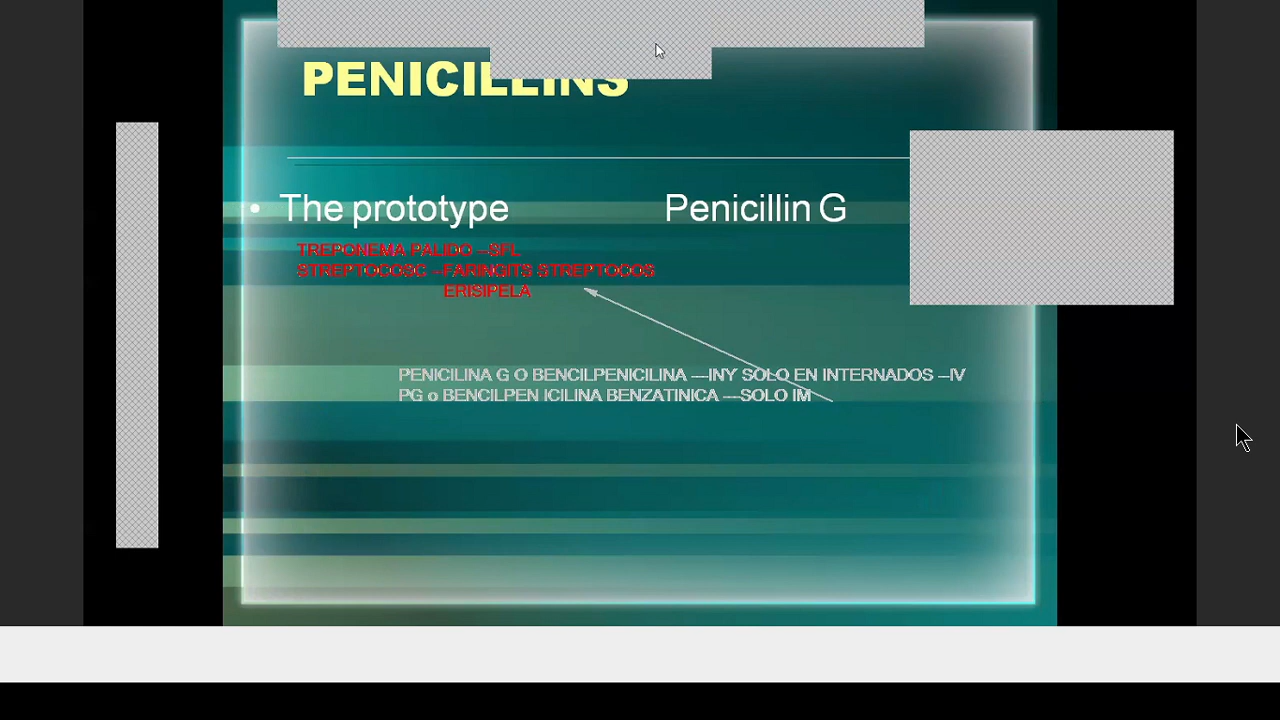 PENICILLINS
• The prototype Penicillin G
TREPONEMA PALIDO --SFL
STREPTOCOSC --FARINGITS STREPTOCOS
ERISIPELA
PENICILINA G O BENCILPENICILINA ---INY SOLO EN INTERNADOS --IV
PG o BENCILPEN ICILINA BENZATINICA ---SOLO IM